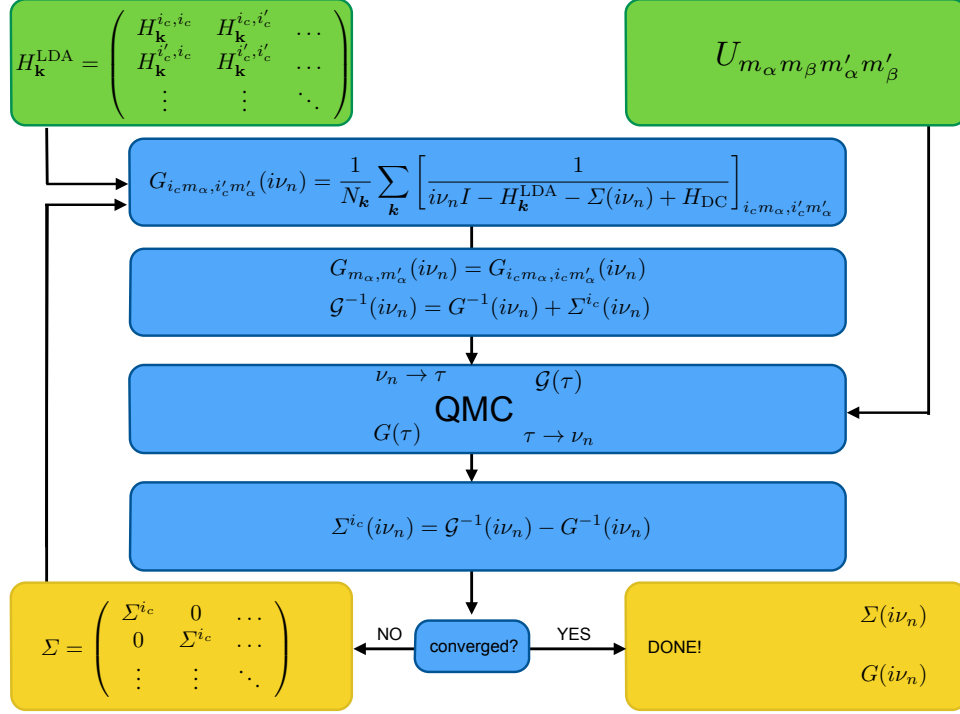 H_𝐤^LDA = ( H_𝐤^{i_c,i_c} H_𝐤^{i_c,i′_c} …
H_𝐤^{i′_c,i_c} H_𝐤^{i′_c,i′_c} …
⋮ ⋮ ⋱ )
U_{m_α m_β m′_α m′_β}
G_{i_c m_α, i′_c m′_α}(iν_n) = 1/N_𝒌 ∑_𝒌 [ 1 / (iν_n I − H_𝒌^LDA − Σ(iν_n) + H_DC) ]_{i_c m_α, i′_c m′_α}
G_{m_α, m′_α}(iν_n) = G_{i_c m_α, i_c m′_α}(iν_n)
𝒢^{−1}(iν_n) = G^{−1}(iν_n) + Σ^{i_c}(iν_n)
ν_n → τ 𝒢(τ)
QMC
G(τ) τ → ν_n
Σ^{i_c}(iν_n) = 𝒢^{−1}(iν_n) − G^{−1}(iν_n)
Σ = ( Σ^{i_c} 0 …
0 Σ^{i_c} …
⋮ ⋮ ⋱ )
NO
converged?
YES
DONE!
Σ(iν_n)
G(iν_n)